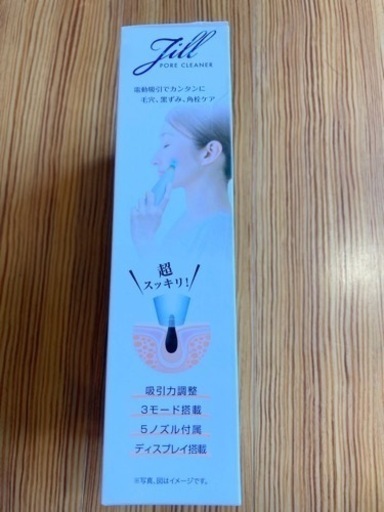 Jill
PORE CLEANER
電動吸引でカンタンに
毛穴、黒ずみ、角栓ケア
超
スッキリ!
吸引力調整
3モード搭載
5ノズル付属
ディスプレイ搭載
※写真、図はイメージです。